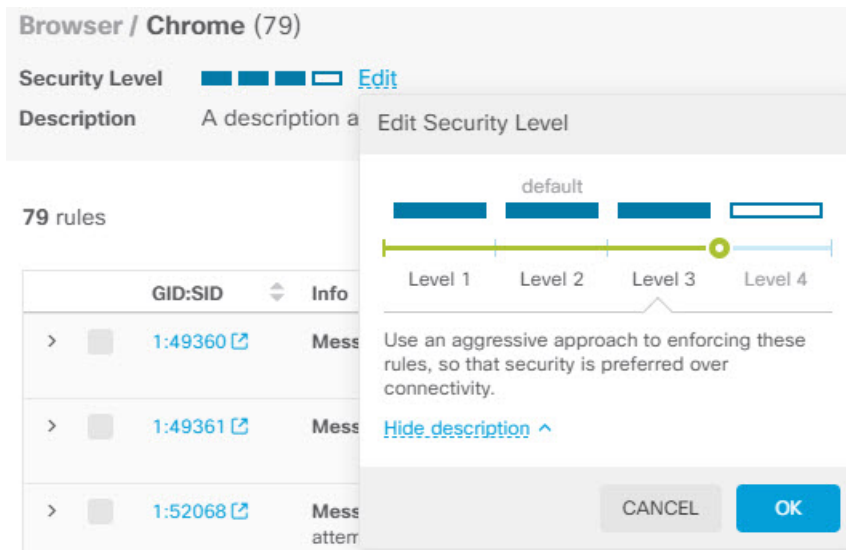 Browser / Chrome (79)
Security Level Edit
Description A description a
Edit Security Level
default
Level 1 Level 2 Level 3 Level 4
Use an aggressive approach to enforcing these
rules, so that security is preferred over
connectivity.
Hide description
CANCEL OK
79 rules
GID:SID Info
1:49360 Mess
1:49361 Mess
1:52068 Mess
attem